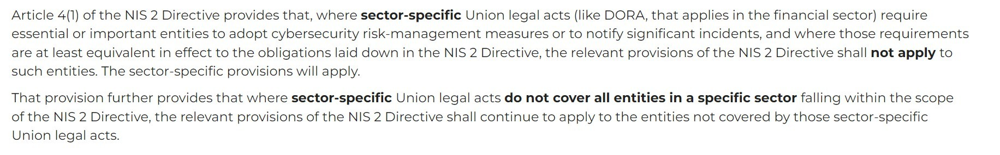 Article 4(1) of the NIS 2 Directive provides that, where sector-specific Union legal acts (like DORA, that applies in the financial sector) require
essential or important entities to adopt cybersecurity risk-management measures or to notify significant incidents, and where those requirements
are at least equivalent in effect to the obligations laid down in the NIS 2 Directive, the relevant provisions of the NIS 2 Directive shall not apply to
such entities. The sector-specific provisions will apply.
That provision further provides that where sector-specific Union legal acts do not cover all entities in a specific sector falling within the scope
of the NIS 2 Directive, the relevant provisions of the NIS 2 Directive shall continue to apply to the entities not covered by those sector-specific
Union legal acts.